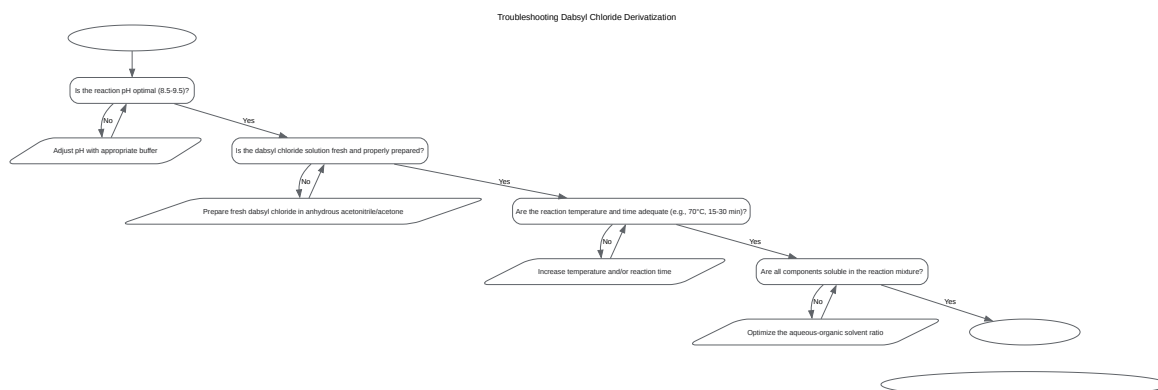 Troubleshooting Dabsyl Chloride Derivatization
Is the reaction pH optimal (8.5-9.5)?
No
Yes
Adjust pH with appropriate buffer
Is the dabsyl chloride solution fresh and properly prepared?
No
Yes
Prepare fresh dabsyl chloride in anhydrous acetonitrile/acetone
Are the reaction temperature and time adequate (e.g., 70°C, 15-30 min)?
No
Yes
Increase temperature and/or reaction time
Are all components soluble in the reaction mixture?
No
Yes
Optimize the aqueous-organic solvent ratio